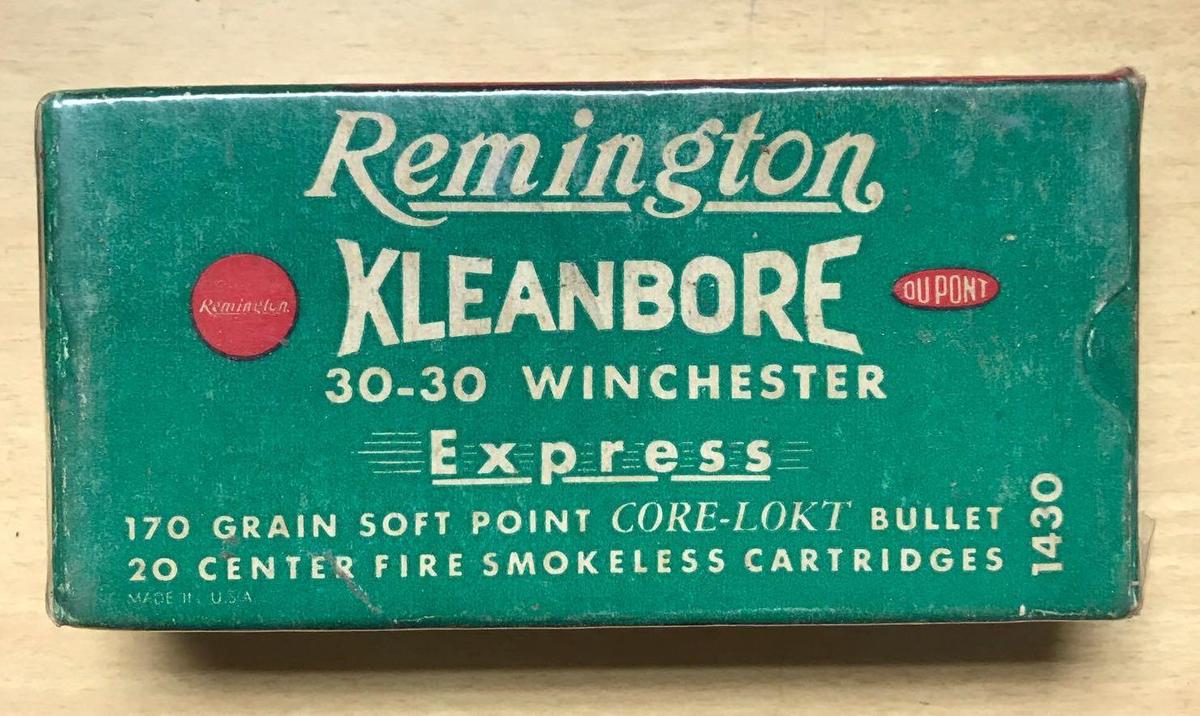 Remington
KLEANBORE
Remington
DU PONT
30-30 WINCHESTER
Express
170 GRAIN SOFT POINT CORE-LOKT BULLET
20 CENTER FIRE SMOKELESS CARTRIDGES
1430
MADE IN U.S.A.